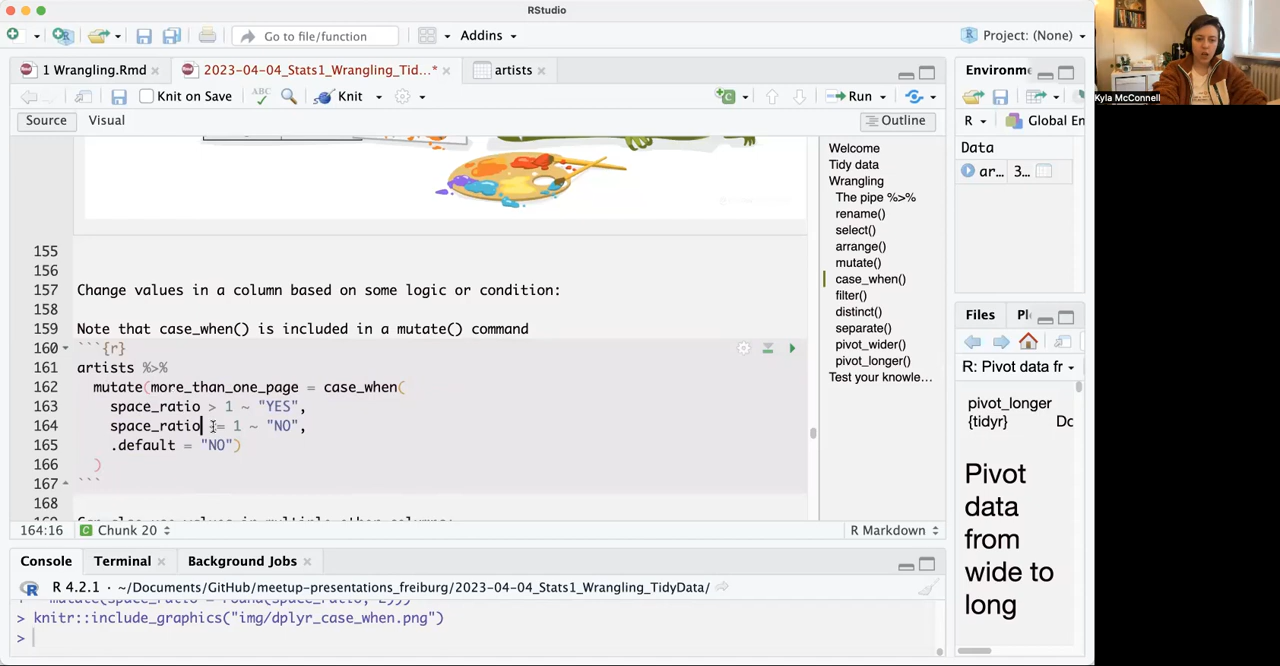 RStudio
Go to file/function
Addins
Project: (None)
1 Wrangling.Rmd
2023-04-04_Stats1_Wrangling_Tid...*
artists
Knit on Save
ABC
Knit
Run
Source
Visual
Outline
155
156
157 Change values in a column based on some logic or condition:
158
159 Note that case_when() is included in a mutate() command
160 ```{r}
161 artists %>%
162 mutate(more_than_one_page = case_when(
163 space_ratio > 1 ~ "YES",
164 space_ratio <= 1 ~ "NO",
165 .default = "NO")
166 )
167 ```
168
164:16
Chunk 20
R Markdown
Welcome
Tidy data
Wrangling
The pipe %>%
rename()
select()
arrange()
mutate()
case_when()
filter()
distinct()
separate()
pivot_wider()
pivot_longer()
Test your knowle...
Console
Terminal
Background Jobs
R 4.2.1 · ~/Documents/GitHub/meetup-presentations_freiburg/2023-04-04_Stats1_Wrangling_TidyData/
> knitr::include_graphics("img/dplyr_case_when.png")
>
Environme
R
Global En
Data
ar...
3...
Files
Pl
R: Pivot data fr
pivot_longer
{tidyr}
Dc
Pivot
data
from
wide to
long
Kyla McConnell